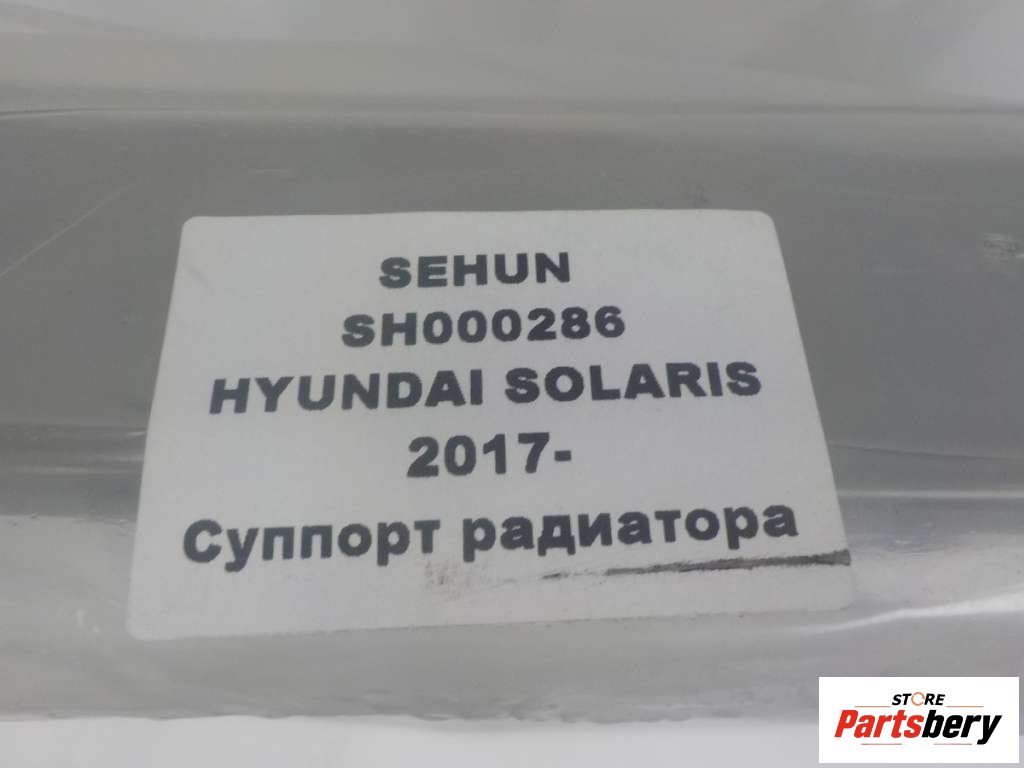 SEHUN
SH000286
HYUNDAI SOLARIS
2017-
Суппорт радиатора
STORE
Partsbery